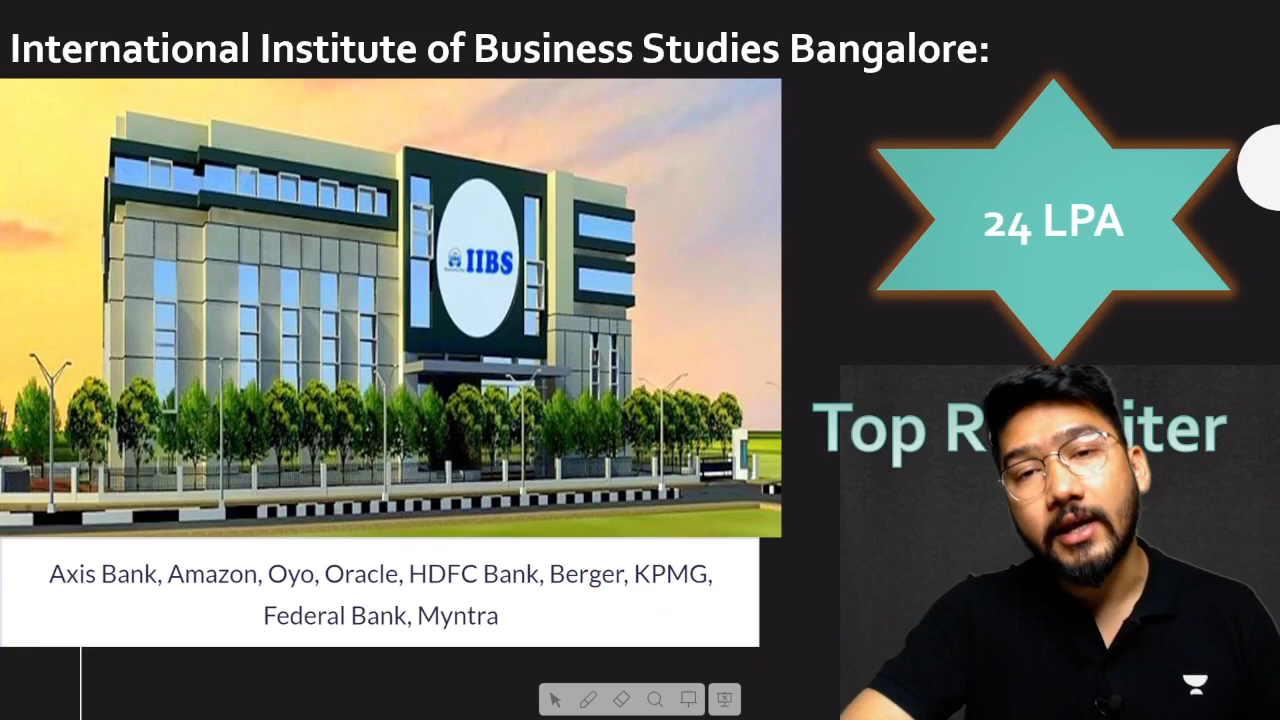 International Institute of Business Studies Bangalore:
IIBS
24 LPA
Top
Axis Bank, Amazon, Oyo, Oracle, HDFC Bank, Berger, KPMG,
Federal Bank, Myntra